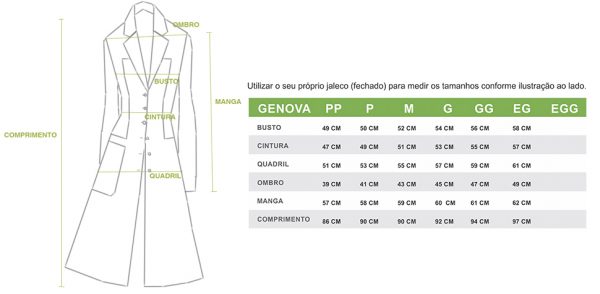 OMBRO
BUSTO
MANGA
CINTURA
COMPRIMENTO
QUADRIL
Utilizar o seu próprio jaleco (fechado) para medir os tamanhos conforme ilustração ao lado.
GENOVA PP P M G GG EG EGG
BUSTO 49 CM 50 CM 52 CM 54 CM 56 CM 58 CM
CINTURA 47 CM 49 CM 51 CM 53 CM 55 CM 57 CM
QUADRIL 51 CM 53 CM 55 CM 57 CM 59 CM 61 CM
OMBRO 39 CM 41 CM 43 CM 45 CM 47 CM 49 CM
MANGA 57 CM 58 CM 59 CM 60 CM 61 CM 62 CM
COMPRIMENTO 86 CM 90 CM 90 CM 92 CM 94 CM 97 CM